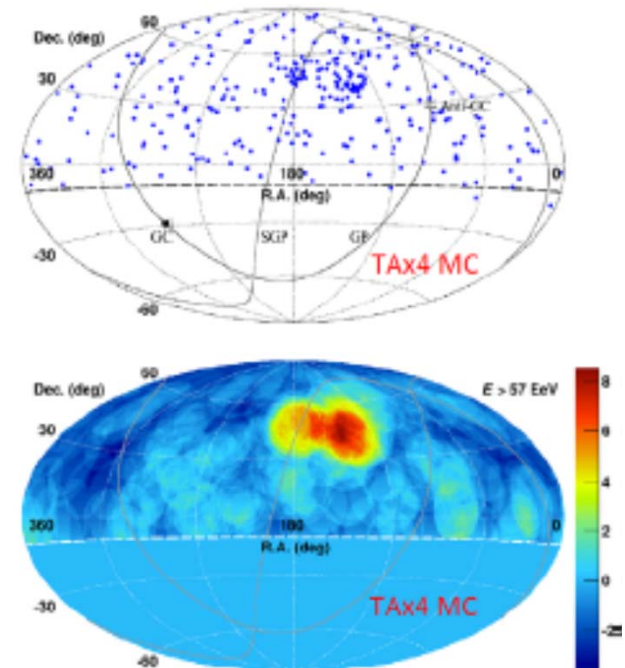 60
Dec. (deg)
30
Anti-GC
360 180 0
R.A. (deg)
GC SGP GP
-30
TAx4 MC
-60
60
Dec. (deg) E > 57 EeV 8
30
6
4
360 180 0 2
R.A. (deg)
0
-30
TAx4 MC
-2
-60